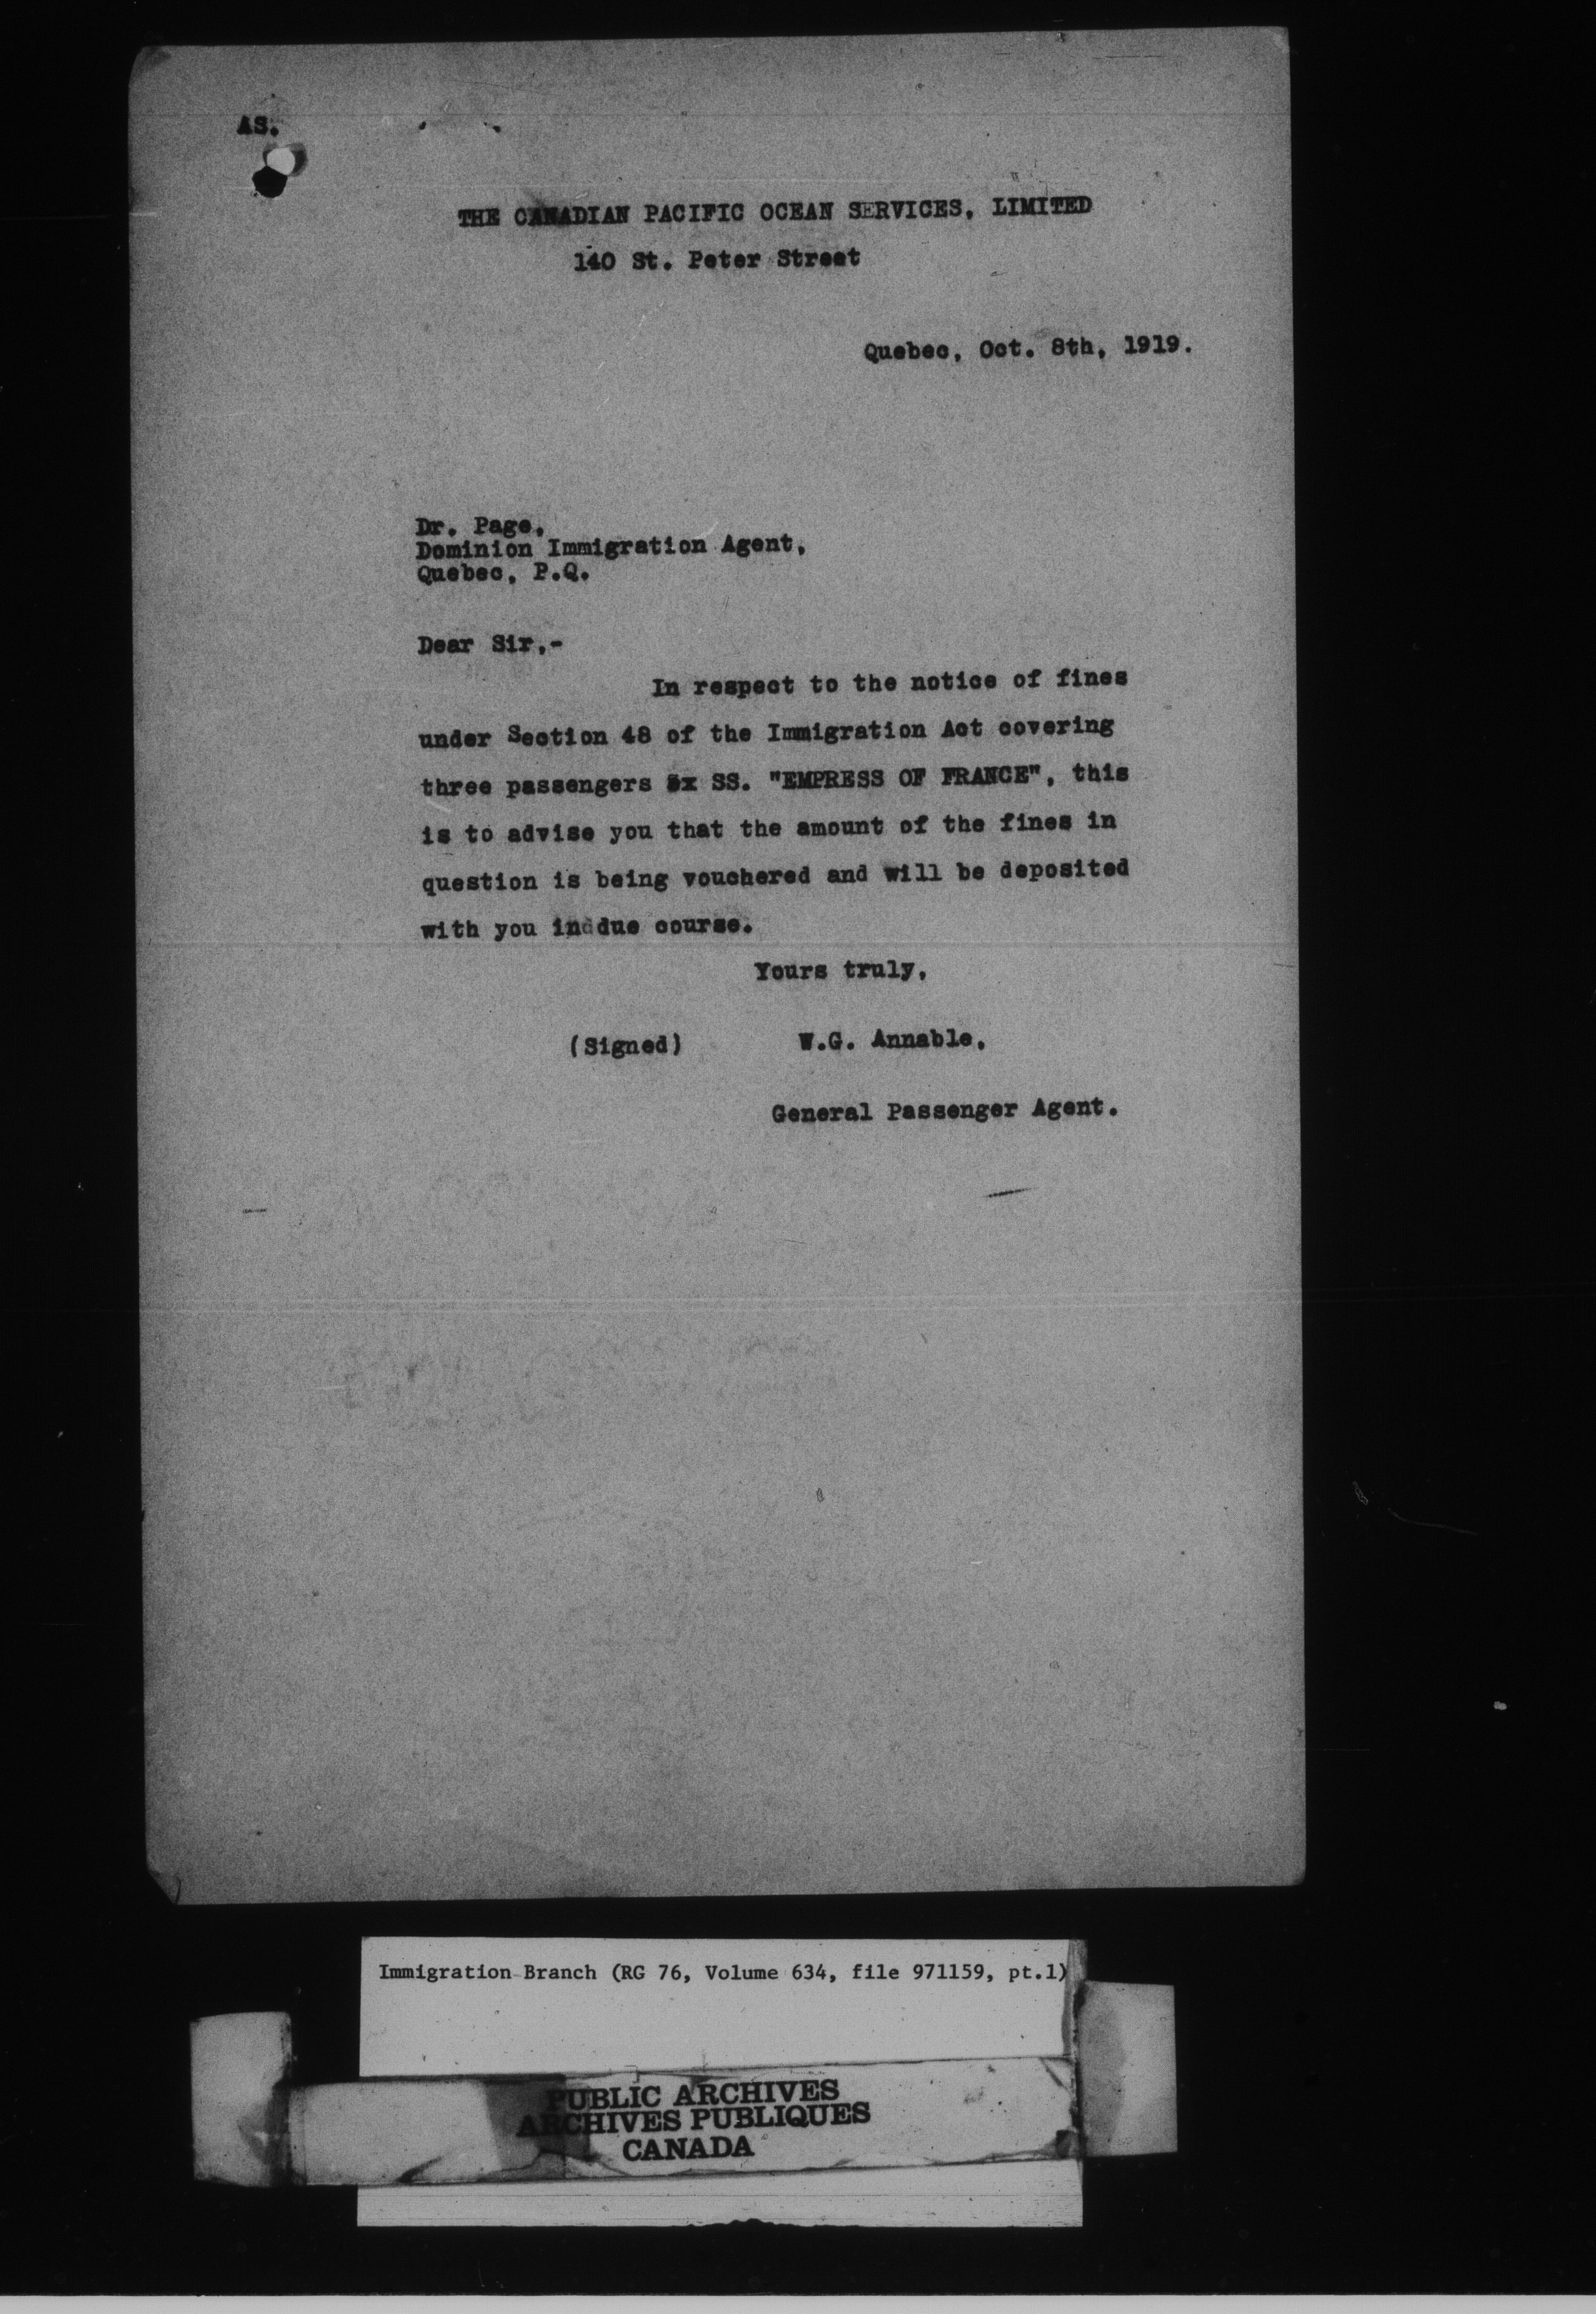 AS.
THE CANADIAN PACIFIC OCEAN SERVICES, LIMITED
140 St. Peter Street
Quebec, Oct. 8th, 1919.
Dr. Page,
Dominion Immigration Agent,
Quebec, P.Q.
Dear Sir,-
In respect to the notice of fines
under Section 48 of the Immigration Act covering
three passengers ex SS. "EMPRESS OF FRANCE", this
is to advise you that the amount of the fines in
question is being vouchered and will be deposited
with you in due course.
Yours truly,
(Signed) W.G. Annable,
General Passenger Agent.
Immigration Branch (RG 76, Volume 634, file 971159, pt.1)
PUBLIC ARCHIVES
ARCHIVES PUBLIQUES
CANADA